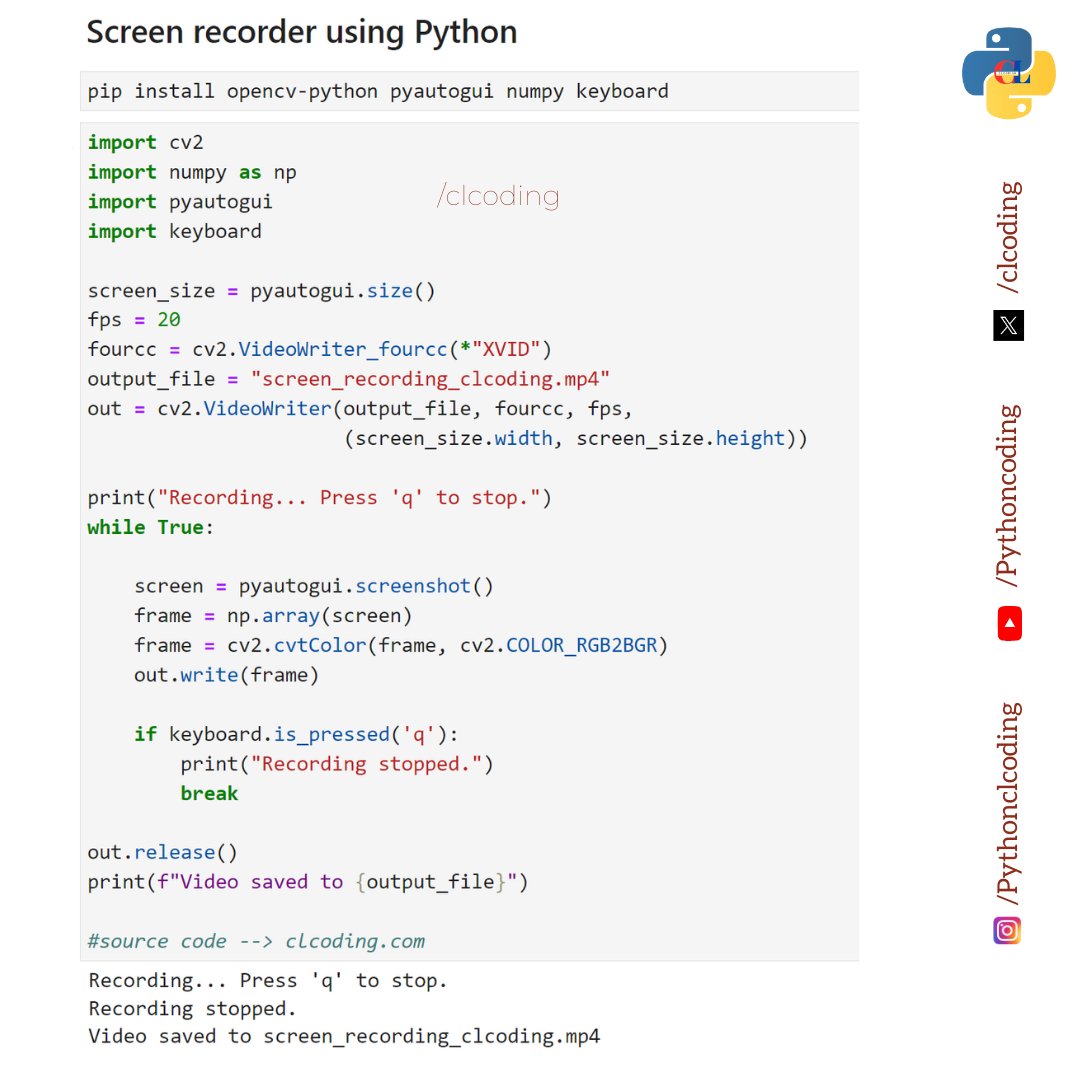 Screen recorder using Python
pip install opencv-python pyautogui numpy keyboard
import cv2
import numpy as np
import pyautogui
import keyboard
/clcoding
screen_size = pyautogui.size()
fps = 20
fourcc = cv2.VideoWriter_fourcc(*"XVID")
output_file = "screen_recording_clcoding.mp4"
out = cv2.VideoWriter(output_file, fourcc, fps,
                      (screen_size.width, screen_size.height))
print("Recording... Press 'q' to stop.")
while True:
    screen = pyautogui.screenshot()
    frame = np.array(screen)
    frame = cv2.cvtColor(frame, cv2.COLOR_RGB2BGR)
    out.write(frame)
    if keyboard.is_pressed('q'):
        print("Recording stopped.")
        break
out.release()
print(f"Video saved to {output_file}")
#source code --> clcoding.com
Recording... Press 'q' to stop.
Recording stopped.
Video saved to screen_recording_clcoding.mp4
CL
/clcoding
X
/Pythoncoding
/Pythonclcoding